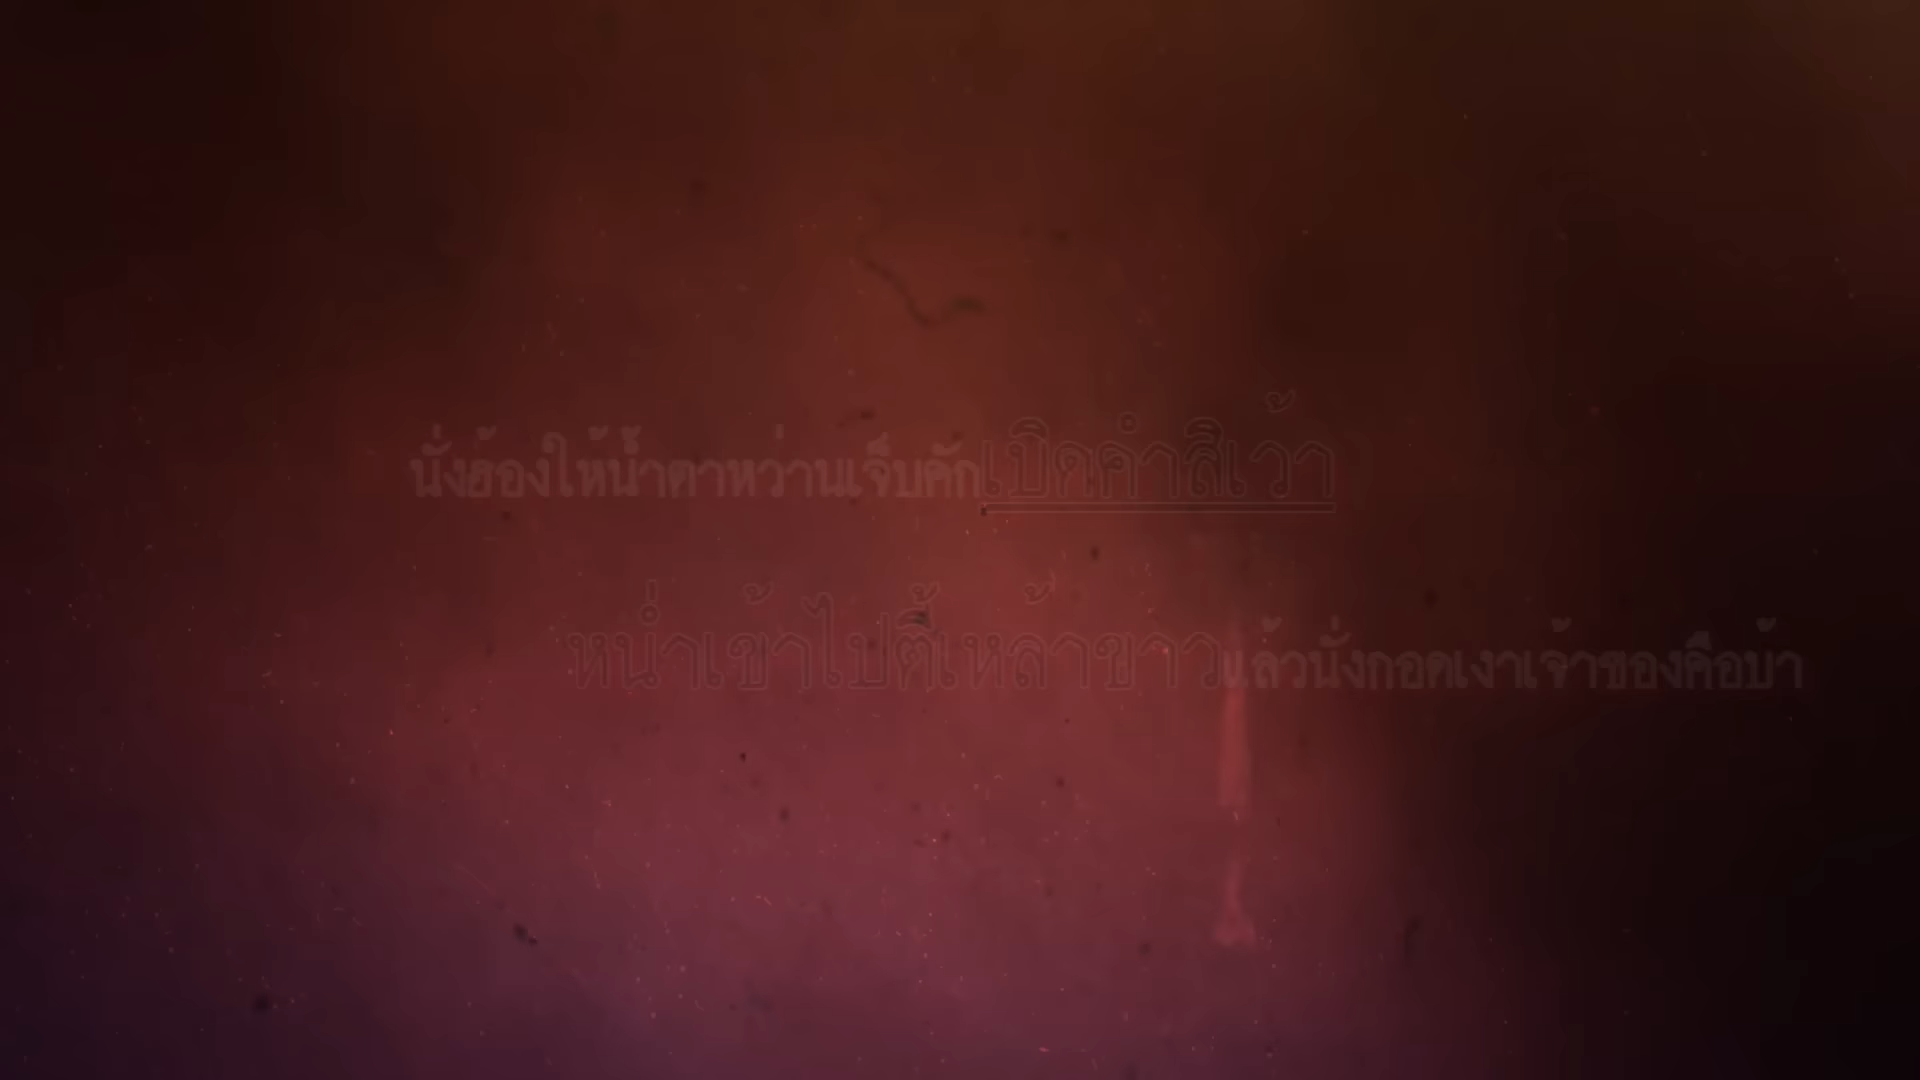 นั่งฮ้องไห้น้ำตาหว่านเจ็บคักเปิดคำสิเว้า
หน่ำเข้าไปตี้เหล้าขาวแล้วนั่งกอดเงาเจ้าของคือบ้า